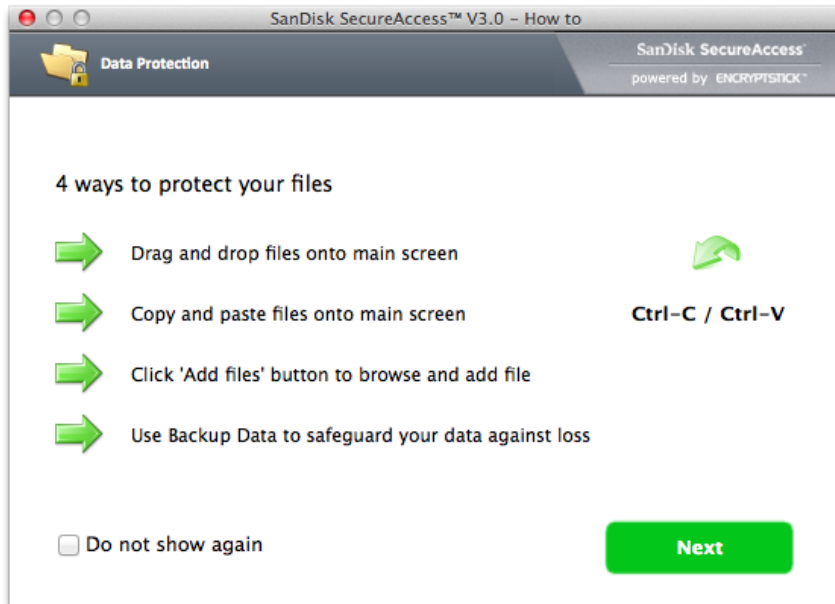 SanDisk SecureAccess™ V3.0 – How to
Data Protection
SanDisk SecureAccess™
powered by ENCRYPTSTICK™
4 ways to protect your files
Drag and drop files onto main screen
Copy and paste files onto main screen
Ctrl-C / Ctrl-V
Click 'Add files' button to browse and add file
Use Backup Data to safeguard your data against loss
Do not show again
Next